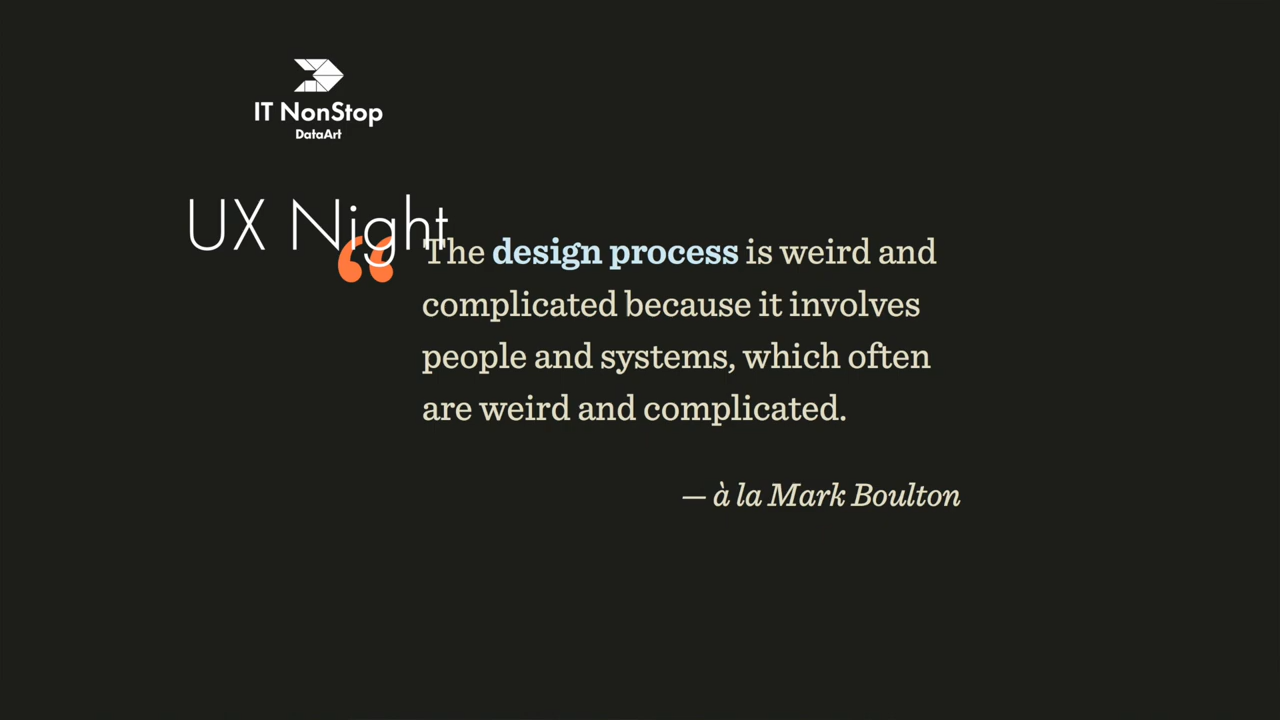 IT NonStop
DataArt
UX Night
“The design process is weird and
complicated because it involves
people and systems, which often
are weird and complicated.
— à la Mark Boulton